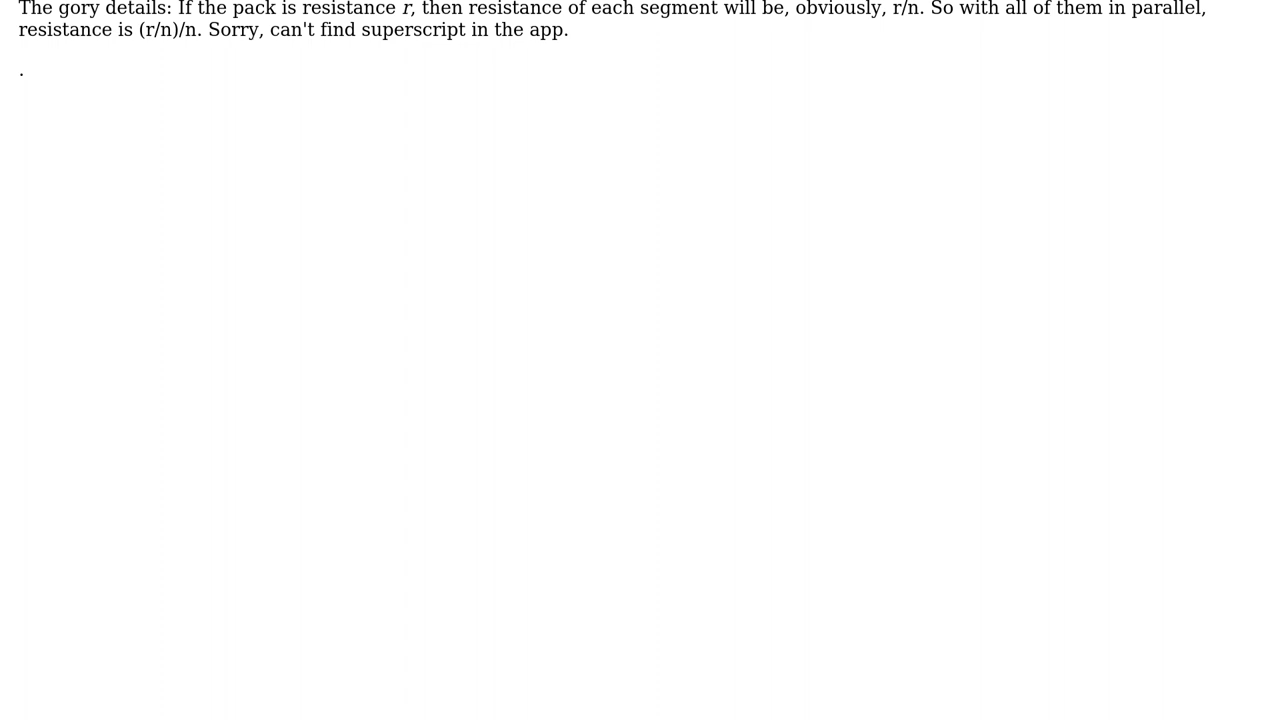 The gory details: If the pack is resistance r, then resistance of each segment will be, obviously, r/n. So with all of them in parallel,
resistance is (r/n)/n. Sorry, can't find superscript in the app.
.